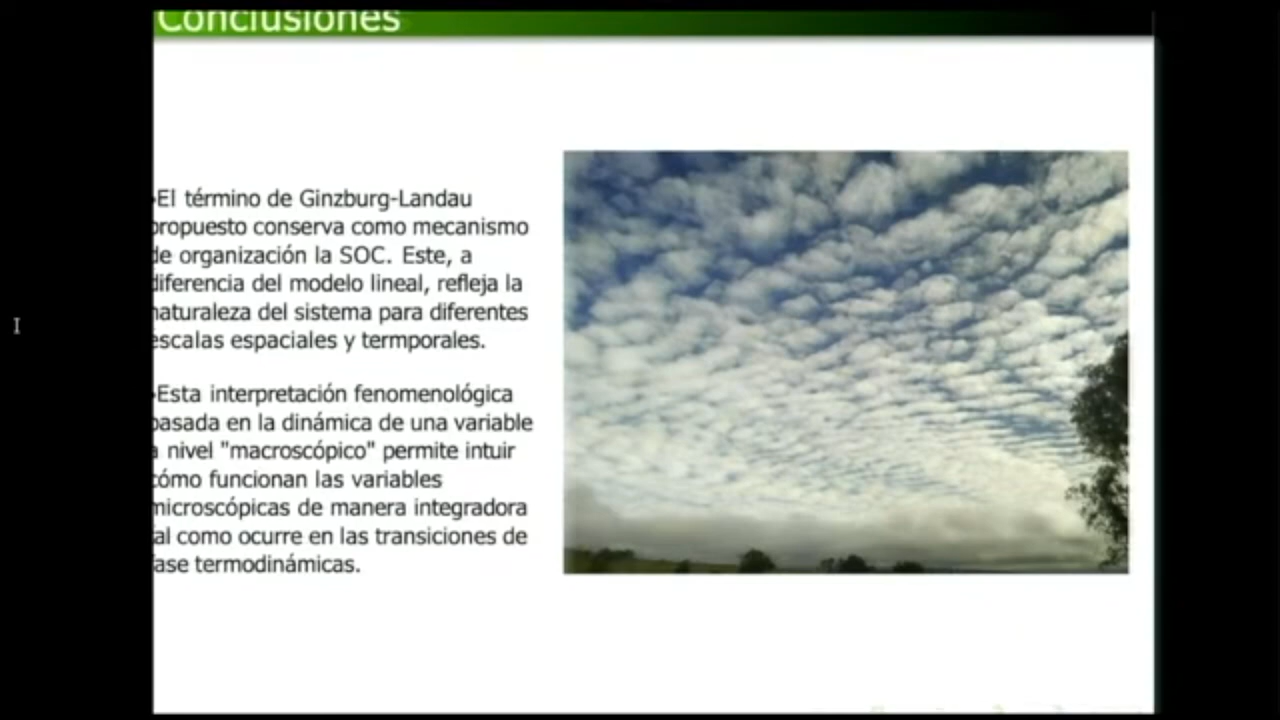 Conclusiones
El término de Ginzburg-Landau
propuesto conserva como mecanismo
de organización la SOC. Este, a
diferencia del modelo lineal, refleja la
naturaleza del sistema para diferentes
escalas espaciales y termporales.
Esta interpretación fenomenológica
basada en la dinámica de una variable
a nivel "macroscópico" permite intuir
cómo funcionan las variables
microscópicas de manera integradora
tal como ocurre en las transiciones de
fase termodinámicas.